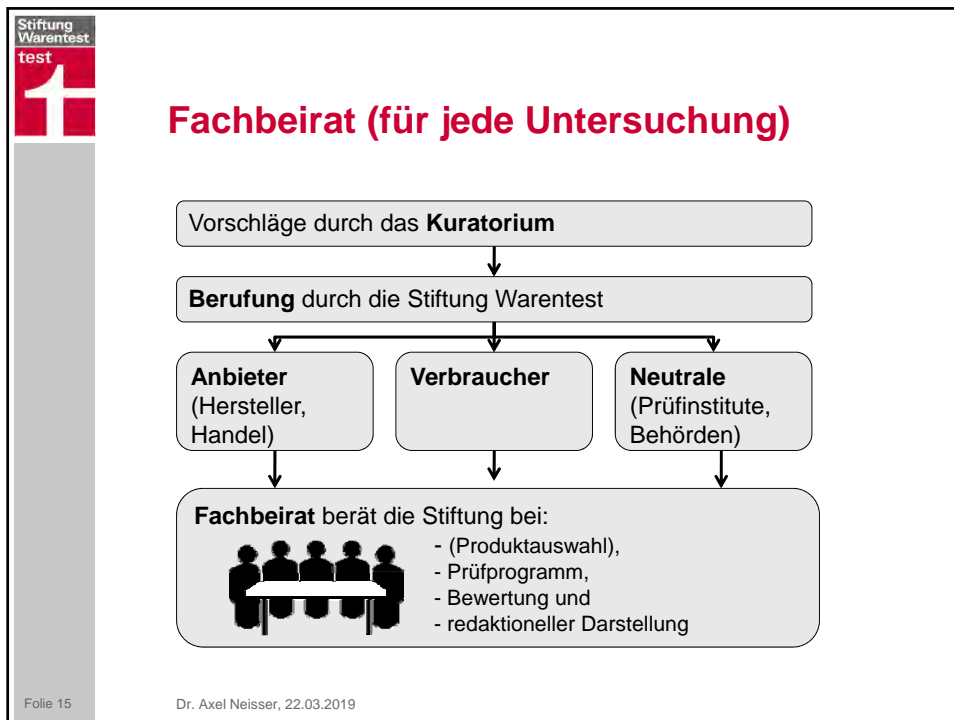 Stiftung
Warentest
test
Fachbeirat (für jede Untersuchung)
Vorschläge durch das Kuratorium
Berufung durch die Stiftung Warentest
Anbieter
(Hersteller,
Handel)
Verbraucher
Neutrale
(Prüfinstitute,
Behörden)
Fachbeirat berät die Stiftung bei:
- (Produktauswahl),
- Prüfprogramm,
- Bewertung und
- redaktioneller Darstellung
Folie 15
Dr. Axel Neisser, 22.03.2019